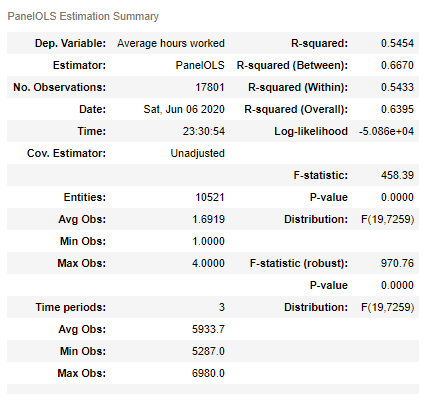 PanelOLS Estimation Summary
Dep. Variable: Average hours worked R-squared: 0.5454
Estimator: PanelOLS R-squared (Between): 0.6670
No. Observations: 17801 R-squared (Within): 0.5433
Date: Sat, Jun 06 2020 R-squared (Overall): 0.6395
Time: 23:30:54 Log-likelihood -5.086e+04
Cov. Estimator: Unadjusted
F-statistic: 458.39
Entities: 10521 P-value 0.0000
Avg Obs: 1.6919 Distribution: F(19,7259)
Min Obs: 1.0000
Max Obs: 4.0000 F-statistic (robust): 970.76
P-value 0.0000
Time periods: 3 Distribution: F(19,7259)
Avg Obs: 5933.7
Min Obs: 5287.0
Max Obs: 6980.0